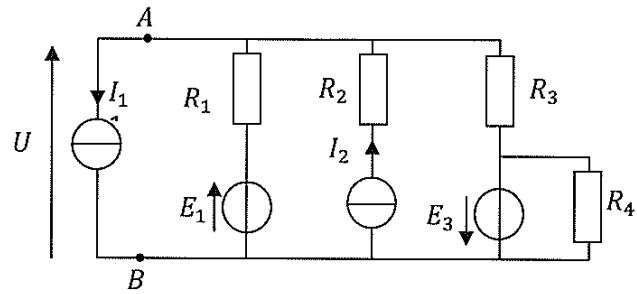 A
I₁
U
R₁
R₂
R₃
I₂
E₁
E₃
R₄
B